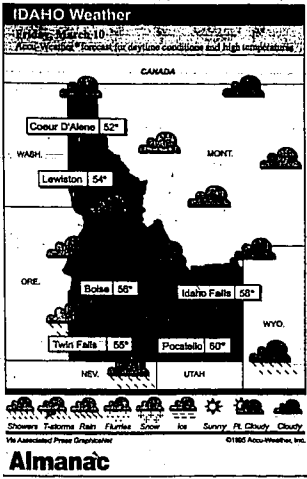 IDAHO Weather
Friday, March 10
Accu-Weather® forecast for daytime conditions and high temperatures
CANADA
Coeur D'Alene 52°
WASH.
MONT.
Lewiston 54°
ORE.
Boise 56°
Idaho Falls 58°
WYO.
Twin Falls 55°
Pocatello 60°
NEV.
UTAH
Showers T-storms Rain Flurries Snow Ice Sunny Pt. Cloudy Cloudy
Via Associated Press GraphicsNet
©1995 Accu-Weather, Inc.
Almanac